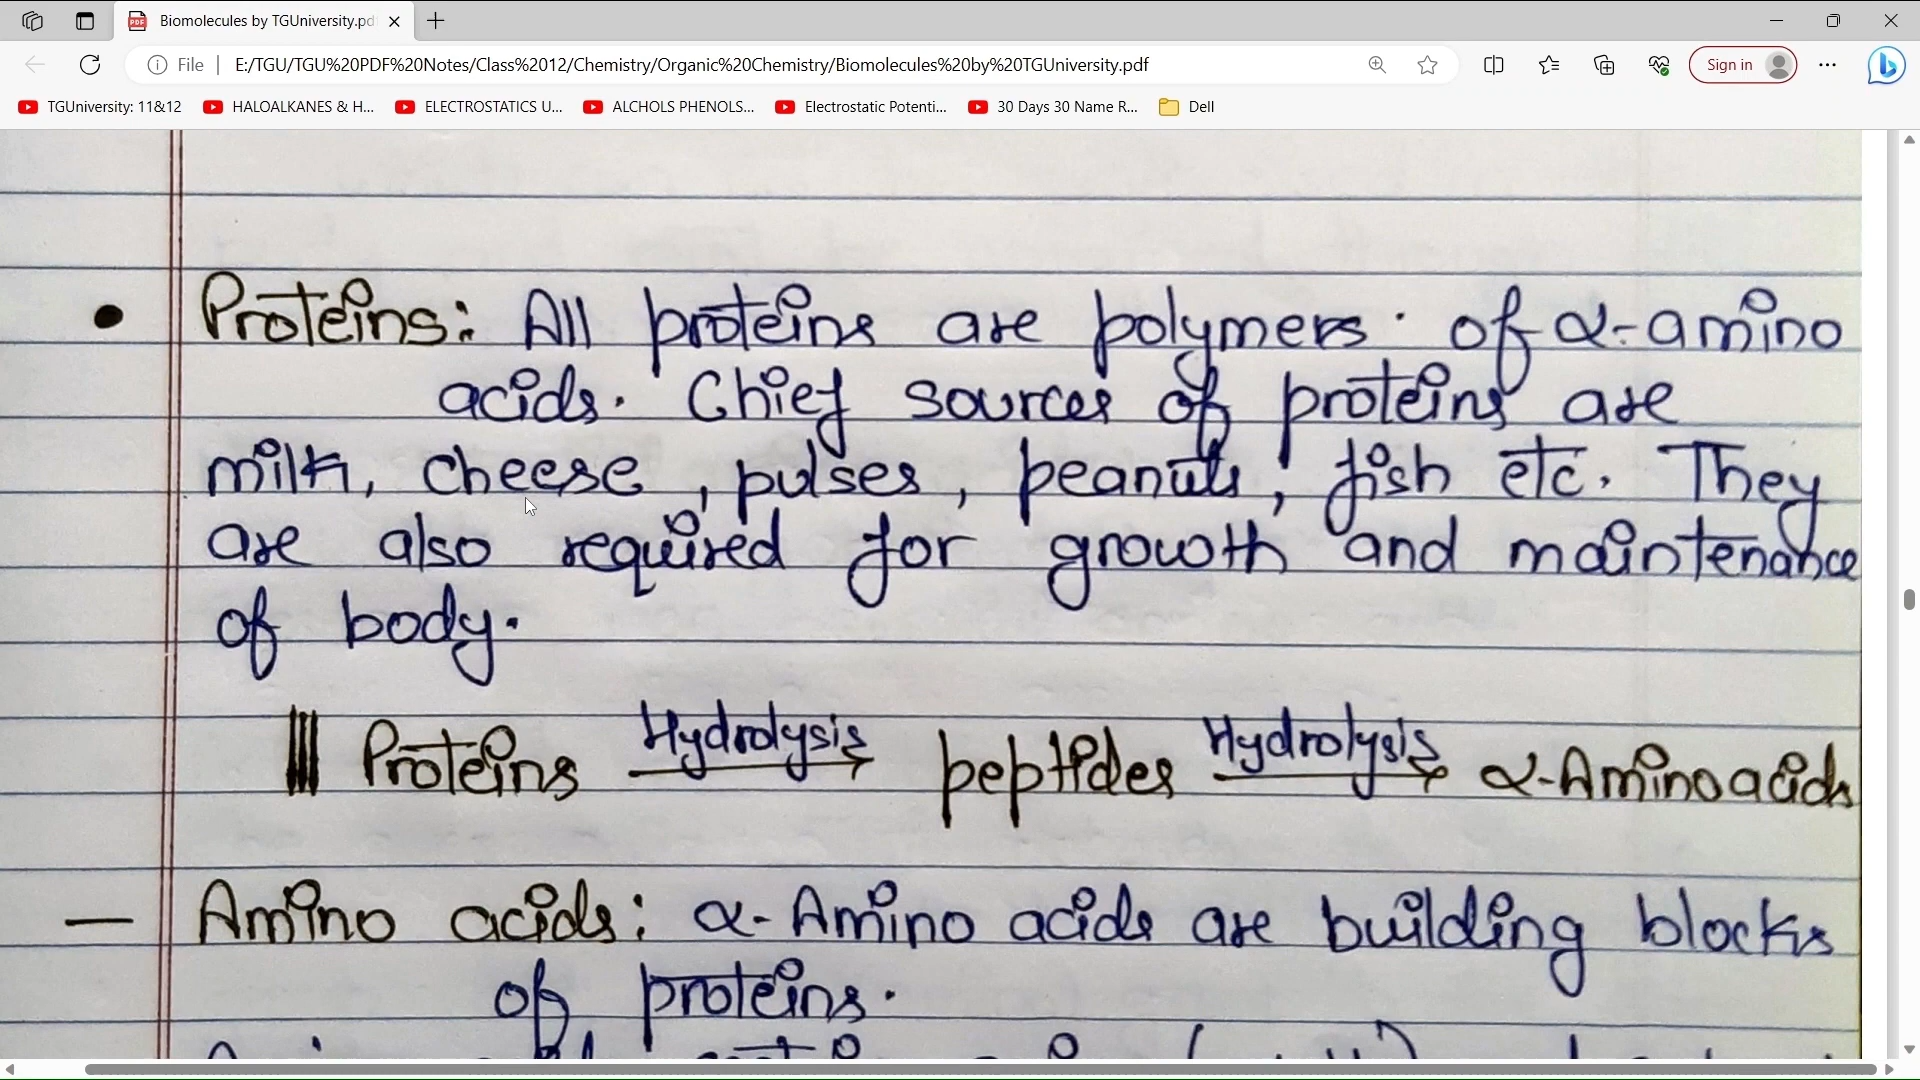 Biomolecules by TGUniversity.pd
File
E:/TGU/TGU%20PDF%20Notes/Class%2012/Chemistry/Organic%20Chemistry/Biomolecules%20by%20TGUniversity.pdf
Sign in
TGUniversity: 11&12
HALOALKANES & H...
ELECTROSTATICS U...
ALCHOLS PHENOLS...
Electrostatic Potenti...
30 Days 30 Name R...
Dell
• Proteins: All proteins are polymers of α-amino
acids. Chief sources of proteins are
milk, cheese, pulses, peanuts, fish etc. They
are also required for growth and maintenance
of body.
Proteins Hydrolysis → peptides Hydrolysis → α-Amino acids
— Amino acids: α-Amino acids are building blocks
of proteins.